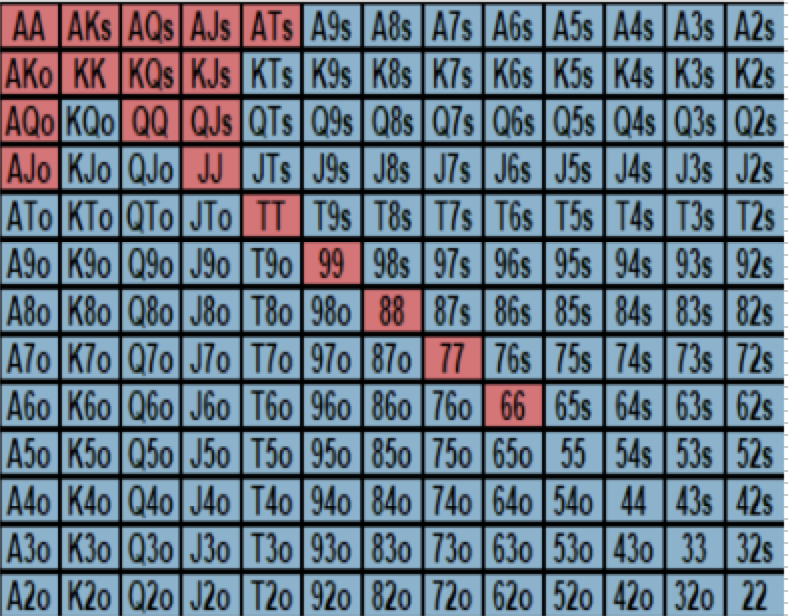 AA AKs AQs AJs ATs A9s A8s A7s A6s A5s A4s A3s A2s
AKo KK KQs KJs KTs K9s K8s K7s K6s K5s K4s K3s K2s
AQo KQo QQ QJs QTs Q9s Q8s Q7s Q6s Q5s Q4s Q3s Q2s
AJo KJo QJo JJ JTs J9s J8s J7s J6s J5s J4s J3s J2s
ATo KTo QTo JTo TT T9s T8s T7s T6s T5s T4s T3s T2s
A9o K9o Q9o J9o T9o 99 98s 97s 96s 95s 94s 93s 92s
A8o K8o Q8o J8o T8o 98o 88 87s 86s 85s 84s 83s 82s
A7o K7o Q7o J7o T7o 97o 87o 77 76s 75s 74s 73s 72s
A6o K6o Q6o J6o T6o 96o 86o 76o 66 65s 64s 63s 62s
A5o K5o Q5o J5o T5o 95o 85o 75o 65o 55 54s 53s 52s
A4o K4o Q4o J4o T4o 94o 84o 74o 64o 54o 44 43s 42s
A3o K3o Q3o J3o T3o 93o 83o 73o 63o 53o 43o 33 32s
A2o K2o Q2o J2o T2o 92o 82o 72o 62o 52o 42o 32o 22